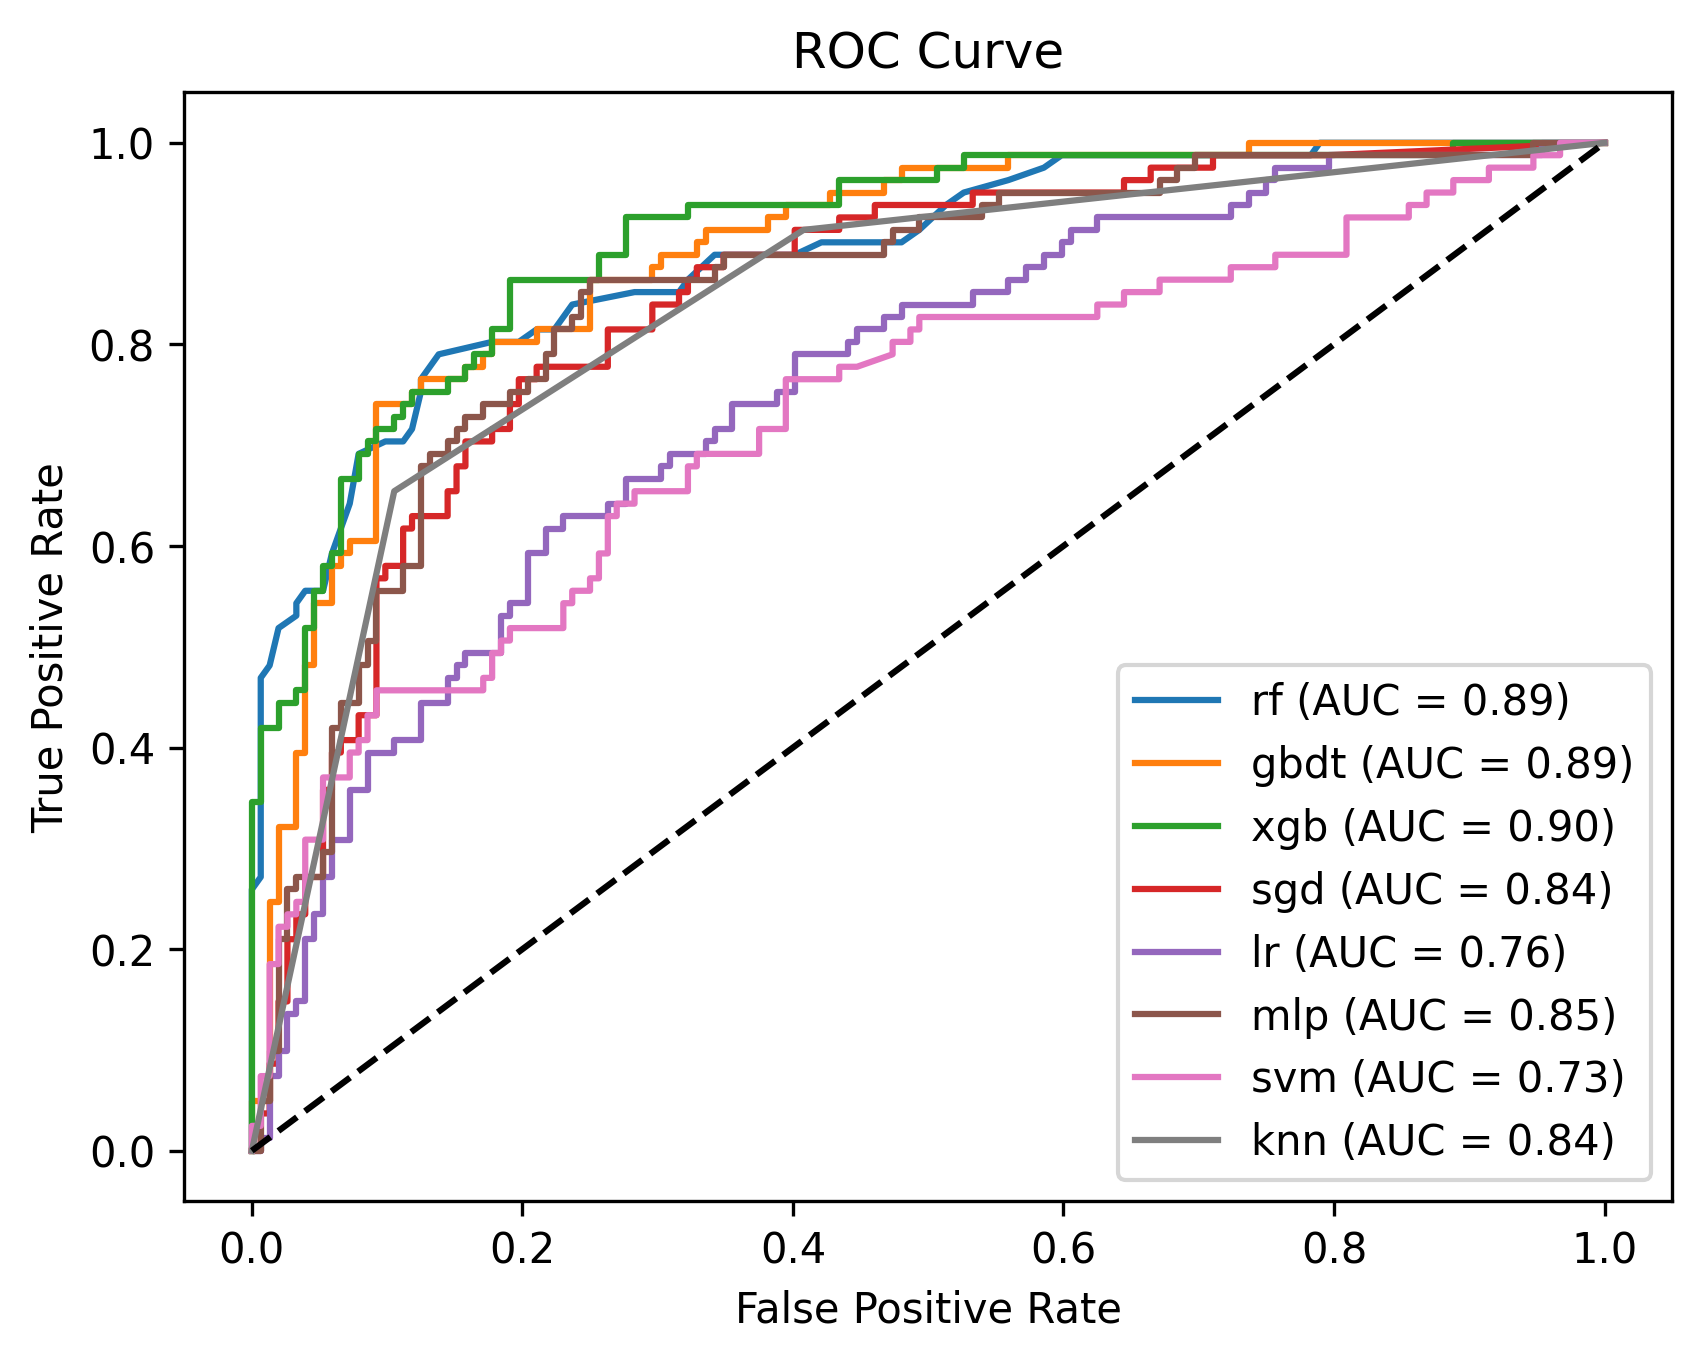 ROC Curve
True Positive Rate
1.0
0.8
0.6
0.4
0.2
0.0
rf (AUC = 0.89)
gbdt (AUC = 0.89)
xgb (AUC = 0.90)
sgd (AUC = 0.84)
lr (AUC = 0.76)
mlp (AUC = 0.85)
svm (AUC = 0.73)
knn (AUC = 0.84)
0.0 0.2 0.4 0.6 0.8 1.0
False Positive Rate